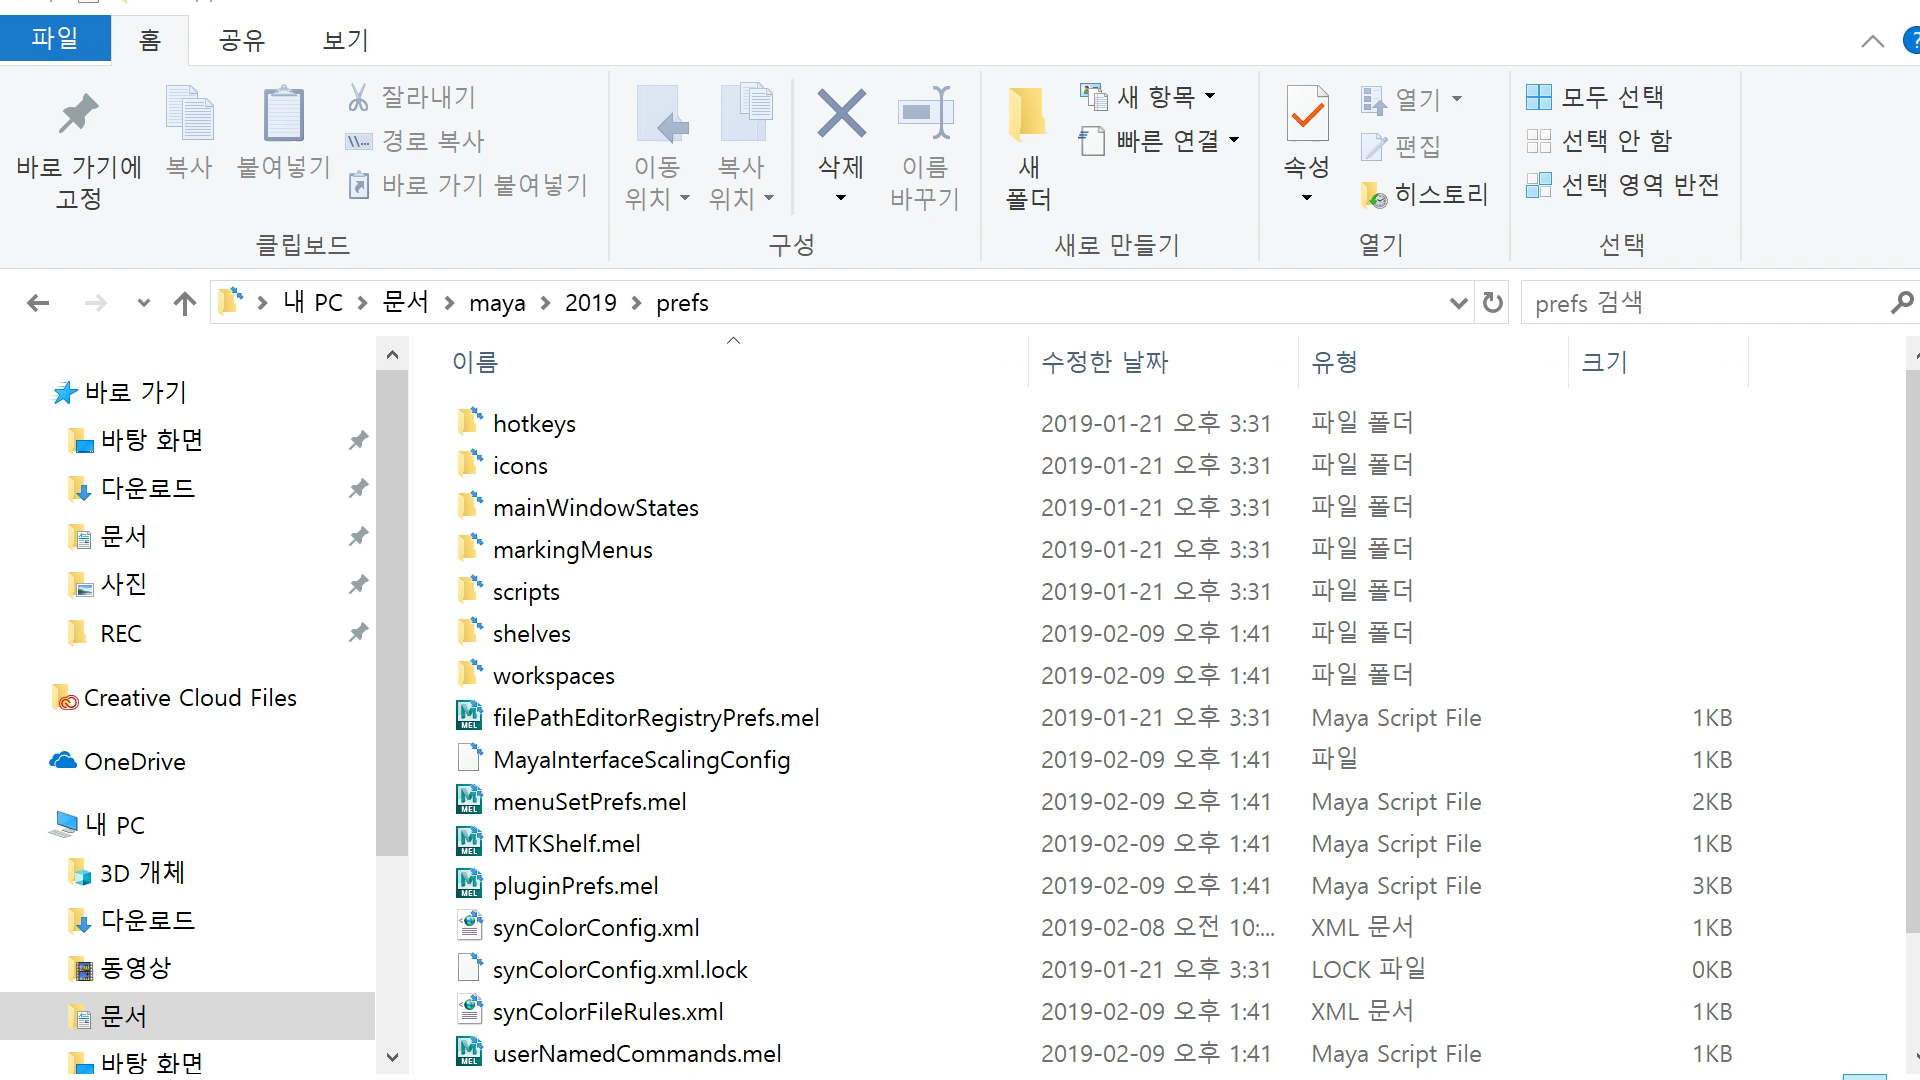 파일 홈 공유 보기
바로 가기에 고정 복사 붙여넣기 잘라내기 경로 복사 바로 가기 붙여넣기
이동 위치 복사 위치 삭제 이름 바꾸기
새 폴더 새 항목 빠른 연결
속성 열기 편집 히스토리
모두 선택 선택 안 함 선택 영역 반전
클립보드 구성 새로 만들기 열기 선택
내 PC 문서 maya 2019 prefs
prefs 검색
바로 가기
바탕 화면
다운로드
문서
사진
REC
Creative Cloud Files
OneDrive
내 PC
3D 개체
다운로드
동영상
문서
바탕 화면
이름 수정한 날짜 유형 크기
hotkeys 2019-01-21 오후 3:31 파일 폴더
icons 2019-01-21 오후 3:31 파일 폴더
mainWindowStates 2019-01-21 오후 3:31 파일 폴더
markingMenus 2019-01-21 오후 3:31 파일 폴더
scripts 2019-01-21 오후 3:31 파일 폴더
shelves 2019-02-09 오후 1:41 파일 폴더
workspaces 2019-02-09 오후 1:41 파일 폴더
filePathEditorRegistryPrefs.mel 2019-01-21 오후 3:31 Maya Script File 1KB
MayaInterfaceScalingConfig 2019-02-09 오후 1:41 파일 1KB
menuSetPrefs.mel 2019-02-09 오후 1:41 Maya Script File 2KB
MTKShelf.mel 2019-02-09 오후 1:41 Maya Script File 1KB
pluginPrefs.mel 2019-02-09 오후 1:41 Maya Script File 3KB
synColorConfig.xml 2019-02-08 오전 10:... XML 문서 1KB
synColorConfig.xml.lock 2019-01-21 오후 3:31 LOCK 파일 0KB
synColorFileRules.xml 2019-02-09 오후 1:41 XML 문서 1KB
userNamedCommands.mel 2019-02-09 오후 1:41 Maya Script File 1KB